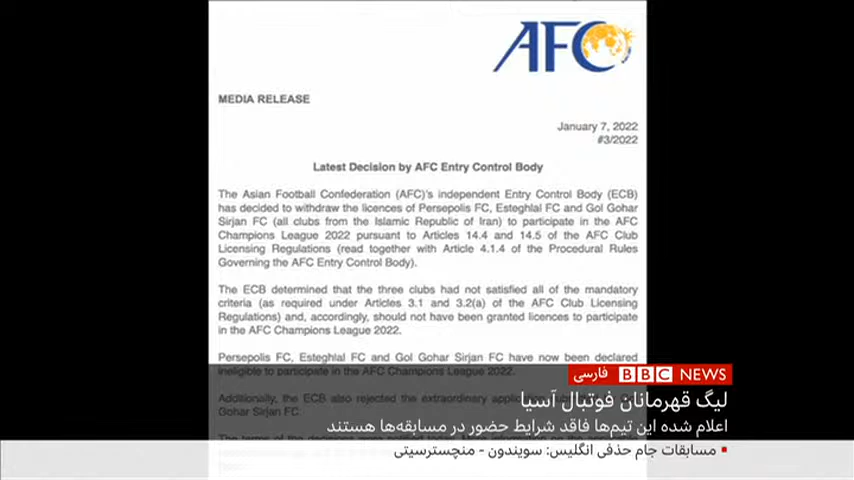 AFC
MEDIA RELEASE
January 7, 2022
#3/2022
Latest Decision by AFC Entry Control Body
The Asian Football Confederation (AFC)'s independent Entry Control Body (ECB)
has decided to withdraw the licences of Persepolis FC, Esteghlal FC and Gol Gohar
Sirjan FC (all clubs from the Islamic Republic of Iran) to participate in the AFC
Champions League 2022 pursuant to Articles 14.4 and 14.5 of the AFC Club
Licensing Regulations (read together with Article 4.1.4 of the Procedural Rules
Governing the AFC Entry Control Body).
The ECB determined that the three clubs had not satisfied all of the mandatory
criteria (as required under Articles 3.1 and 3.2(a) of the AFC Club Licensing
Regulations) and, accordingly, should not have been granted licences to participate
in the AFC Champions League 2022.
Persepolis FC, Esteghlal FC and Gol Gohar Sirjan FC have now been declared
ineligible to participate in the AFC Champions League 2022.
Additionally, the ECB also rejected the extraordinary application
Gohar Sirjan FC.
The terms of the decisions were
BBC NEWS فارسی
لیگ قهرمانان فوتبال آسیا
اعلام شده این تیم‌ها فاقد شرایط حضور در مسابقه‌ها هستند
مسابقات جام حذفی انگلیس: سویندون - منچسترسیتی